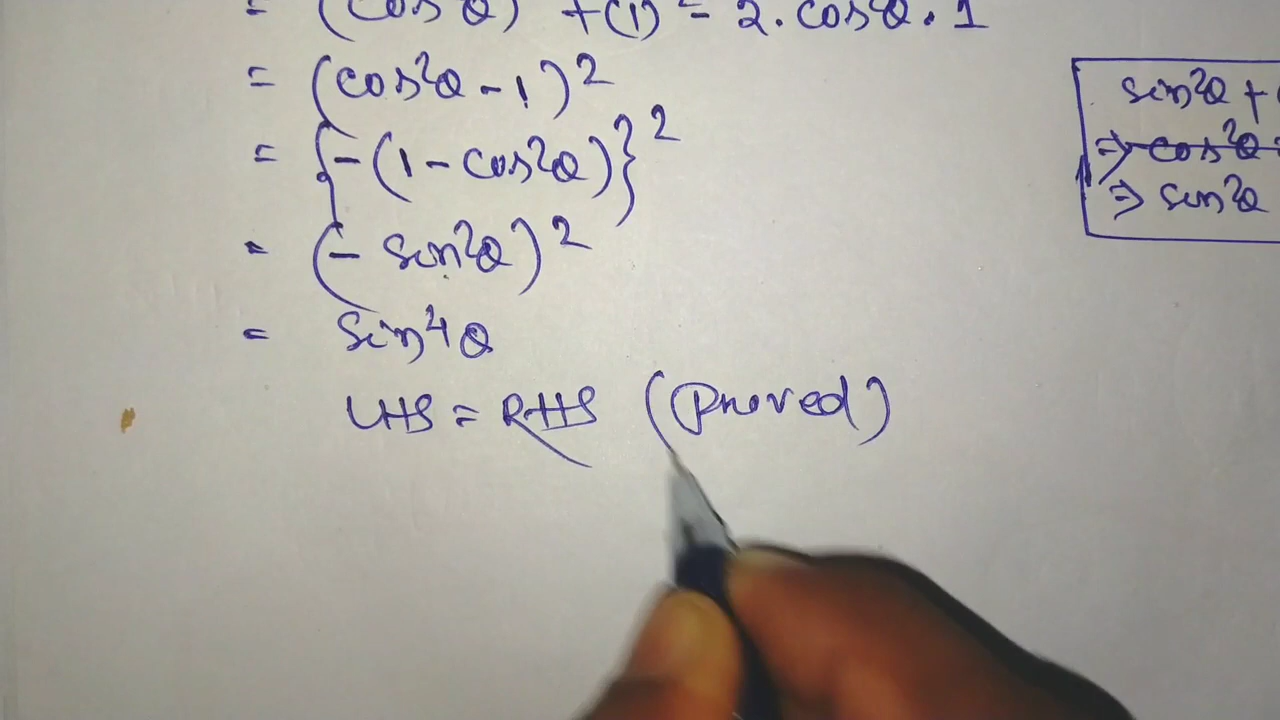 = (cos²θ) + (1)² - 2.cos²θ.1
= (cos²θ - 1)²
= {-(1 - cos²θ)}²
= (- sin²θ)²
= sin⁴θ
LHS = RHS (Proved)
sin²θ +
⇒ cos²θ
⇒ sin²θ